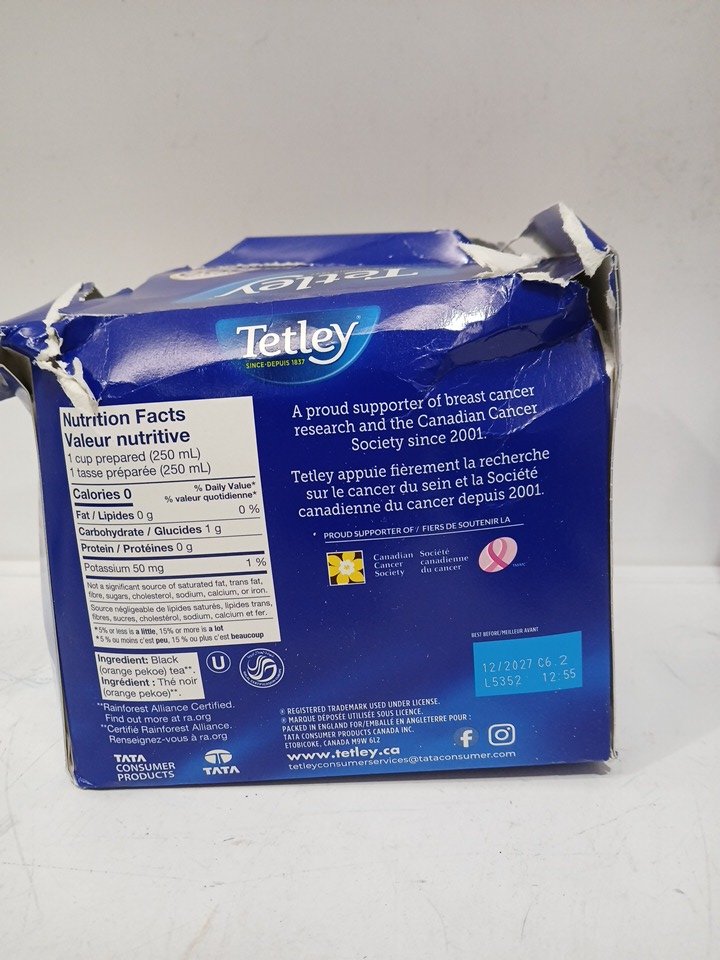 Tetley
Tetley®
SINCE·DEPUIS 1837
Nutrition Facts
Valeur nutritive
1 cup prepared (250 mL)
1 tasse préparée (250 mL)
Calories 0
% Daily Value*
% valeur quotidienne*
Fat / Lipides 0 g 0 %
Carbohydrate / Glucides 1 g
Protein / Protéines 0 g
Potassium 50 mg 1 %
Not a significant source of saturated fat, trans fat,
fibre, sugars, cholesterol, sodium, calcium, or iron.
Source négligeable de lipides saturés, lipides trans,
fibres, sucres, cholestérol, sodium, calcium et fer.
*5% or less is a little, 15% or more is a lot
*5 % ou moins c'est peu, 15 % ou plus c'est beaucoup
Ingredient: Black
(orange pekoe) tea**.
Ingrédient : Thé noir
(orange pekoe)**.
U
**Rainforest Alliance Certified.
Find out more at ra.org
**Certifié Rainforest Alliance.
Renseignez-vous à ra.org
TATA
CONSUMER
PRODUCTS
TATA
A proud supporter of breast cancer
research and the Canadian Cancer
Society since 2001.
Tetley appuie fièrement la recherche
sur le cancer du sein et la Société
canadienne du cancer depuis 2001.
PROUD SUPPORTER OF / FIERS DE SOUTENIR LA
Canadian
Cancer
Society
Société
canadienne
du cancer
TM/MC
BEST BEFORE/MEILLEUR AVANT
12/2027 C6.2
L5352 12:55
® REGISTERED TRADEMARK USED UNDER LICENSE.
® MARQUE DÉPOSÉE UTILISÉE SOUS LICENCE.
PACKED IN ENGLAND FOR/EMBALLÉ EN ANGLETERRE POUR :
TATA CONSUMER PRODUCTS CANADA INC.
ETOBICOKE, CANADA M9W 6L2
www.tetley.ca
tetleyconsumerservices@tataconsumer.com
f